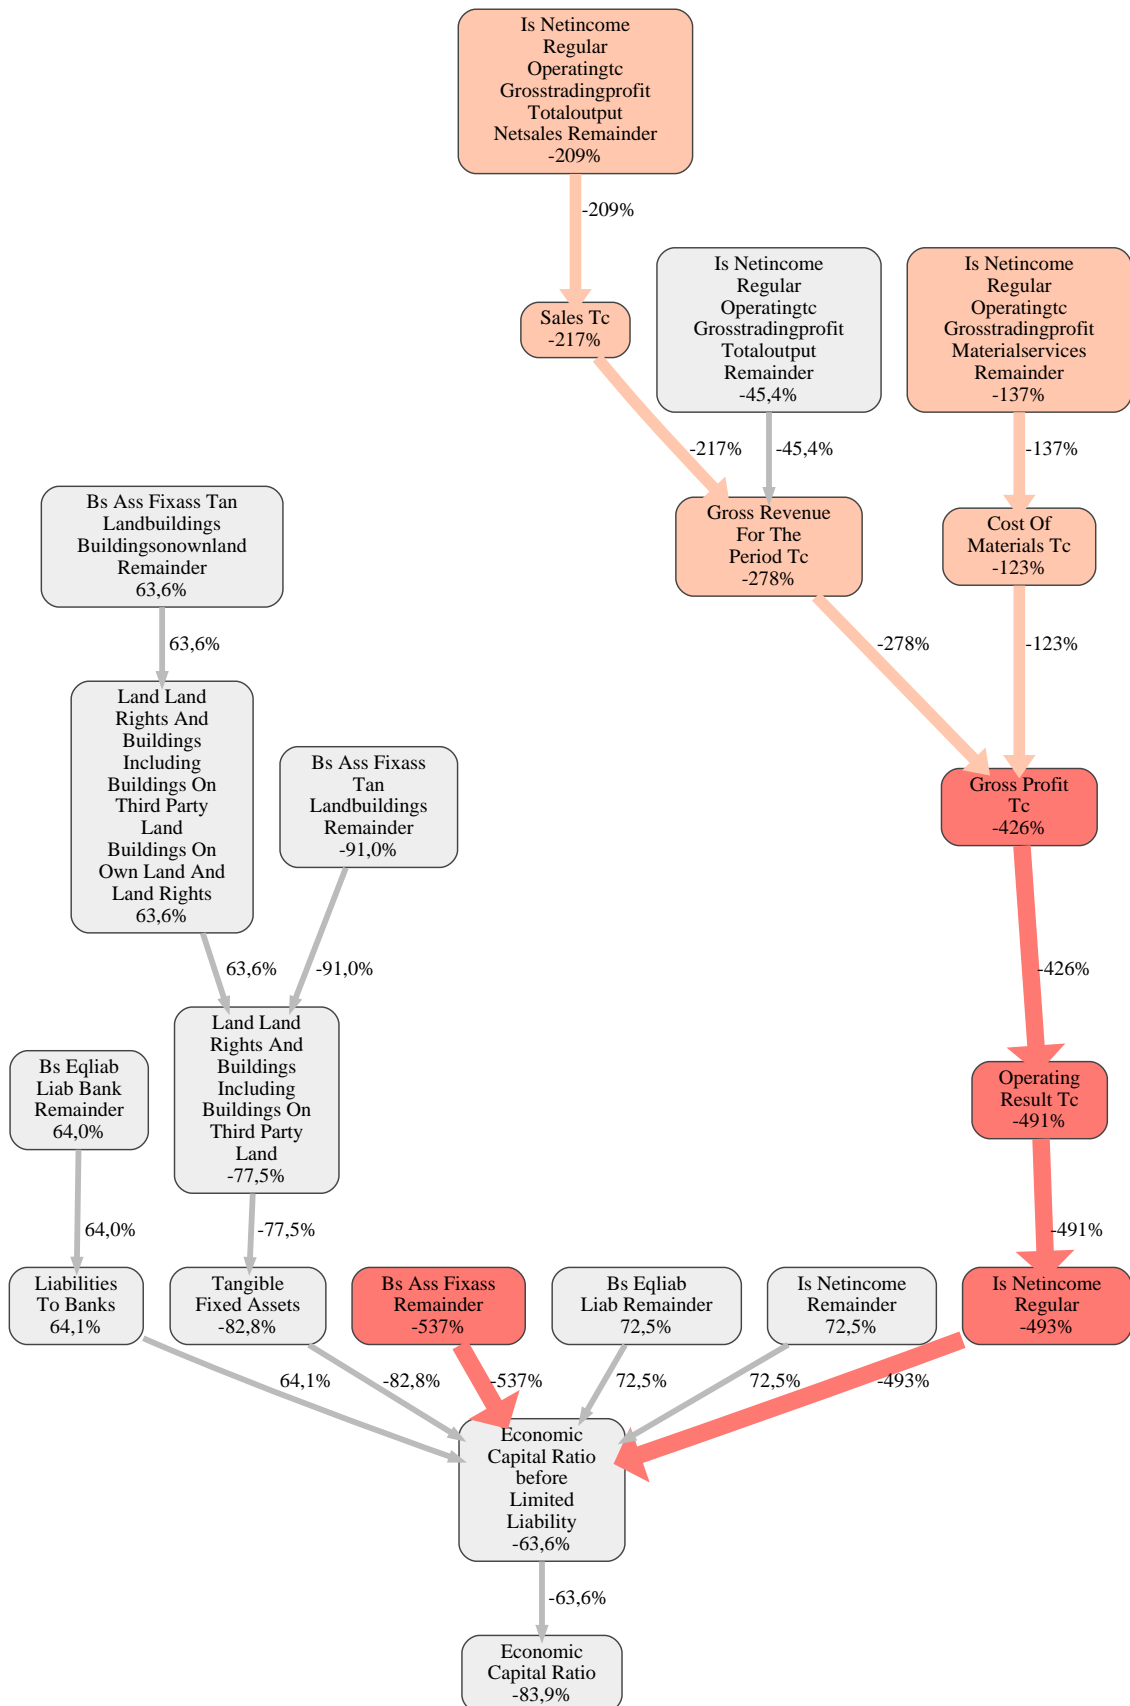 Is Netincome
Regular
Operatingtc
Grosstradingprofit
Totaloutput
Netsales Remainder
-209%
-209%
Sales Tc
-217%
Is Netincome
Regular
Operatingtc
Grosstradingprofit
Totaloutput
Remainder
-45,4%
Is Netincome
Regular
Operatingtc
Grosstradingprofit
Materialservices
Remainder
-137%
-217%
-45,4%
-137%
Bs Ass Fixass Tan
Landbuildings
Buildingsonownland
Remainder
63,6%
Gross Revenue
For The
Period Tc
-278%
Cost Of
Materials Tc
-123%
63,6%
-278%
-123%
Land Land
Rights And
Buildings
Including
Buildings On
Third Party
Land
Buildings On
Own Land And
Land Rights
63,6%
Bs Ass Fixass
Tan
Landbuildings
Remainder
-91,0%
Gross Profit
Tc
-426%
63,6%
-91,0%
-426%
Bs Eqliab
Liab Bank
Remainder
64,0%
Land Land
Rights And
Buildings
Including
Buildings On
Third Party
Land
-77,5%
Operating
Result Tc
-491%
64,0%
-77,5%
-491%
Liabilities
To Banks
64,1%
Tangible
Fixed Assets
-82,8%
Bs Ass Fixass
Remainder
-537%
Bs Eqliab
Liab Remainder
72,5%
Is Netincome
Remainder
72,5%
Is Netincome
Regular
-493%
64,1%
-82,8%
-537%
72,5%
72,5%
-493%
Economic
Capital Ratio
before
Limited
Liability
-63,6%
-63,6%
Economic
Capital Ratio
-83,9%